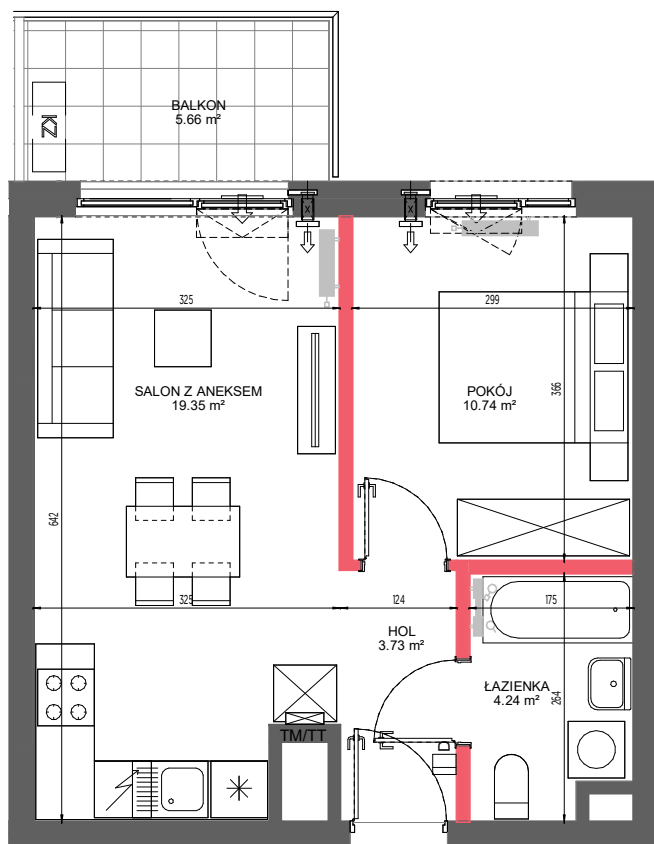 BALKON
5.66 m²
KZ
X
X
325
299
SALON Z ANEKSEM
19.35 m²
POKÓJ
10.74 m²
366
642
325
124
175
HOL
3.73 m²
ŁAZIENKA
4.24 m²
264
TM/TT